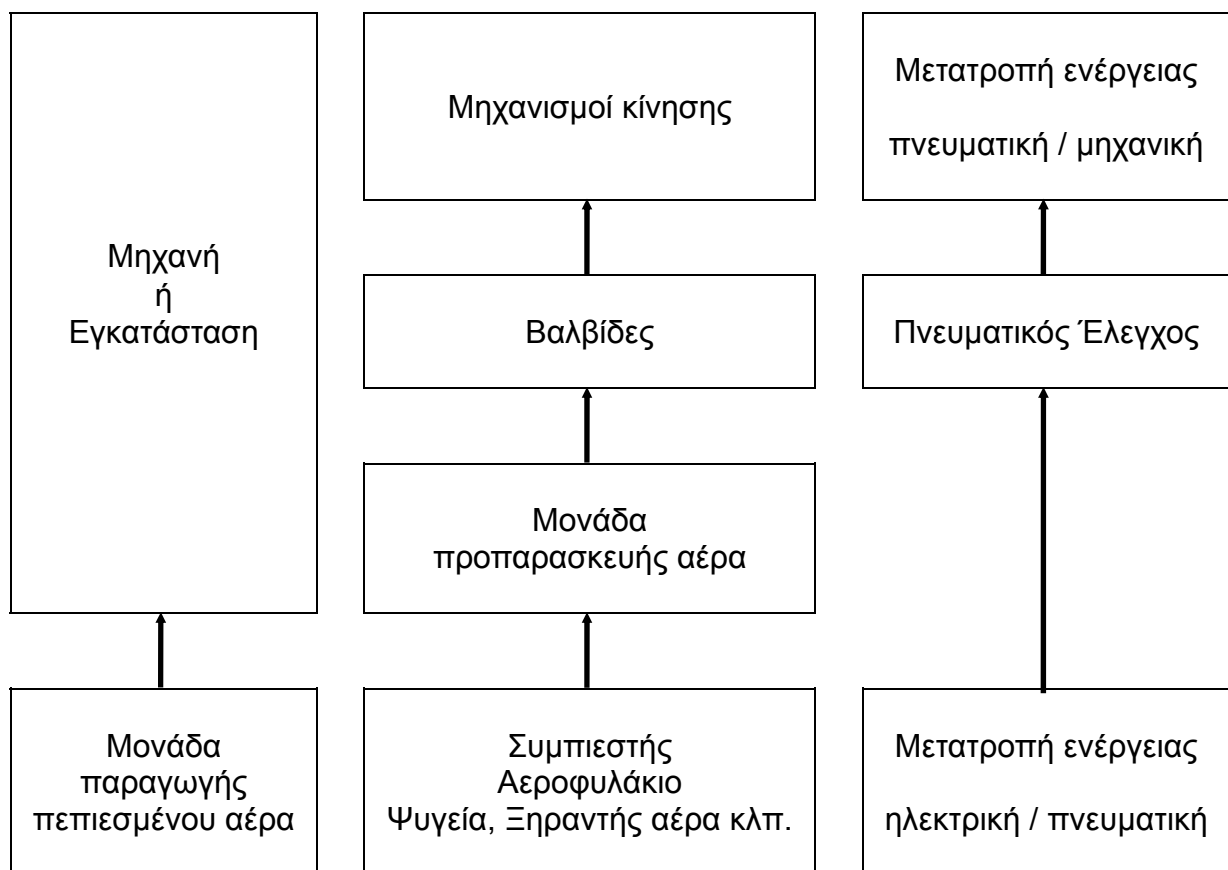 Μηχανή
ή
Εγκατάσταση
Μονάδα
παραγωγής
πεπιεσμένου αέρα
Μηχανισμοί κίνησης
Βαλβίδες
Μονάδα
προπαρασκευής αέρα
Συμπιεστής
Αεροφυλάκιο
Ψυγεία, Ξηραντής αέρα κλπ.
Μετατροπή ενέργειας
πνευματική / μηχανική
Πνευματικός Έλεγχος
Μετατροπή ενέργειας
ηλεκτρική / πνευματική